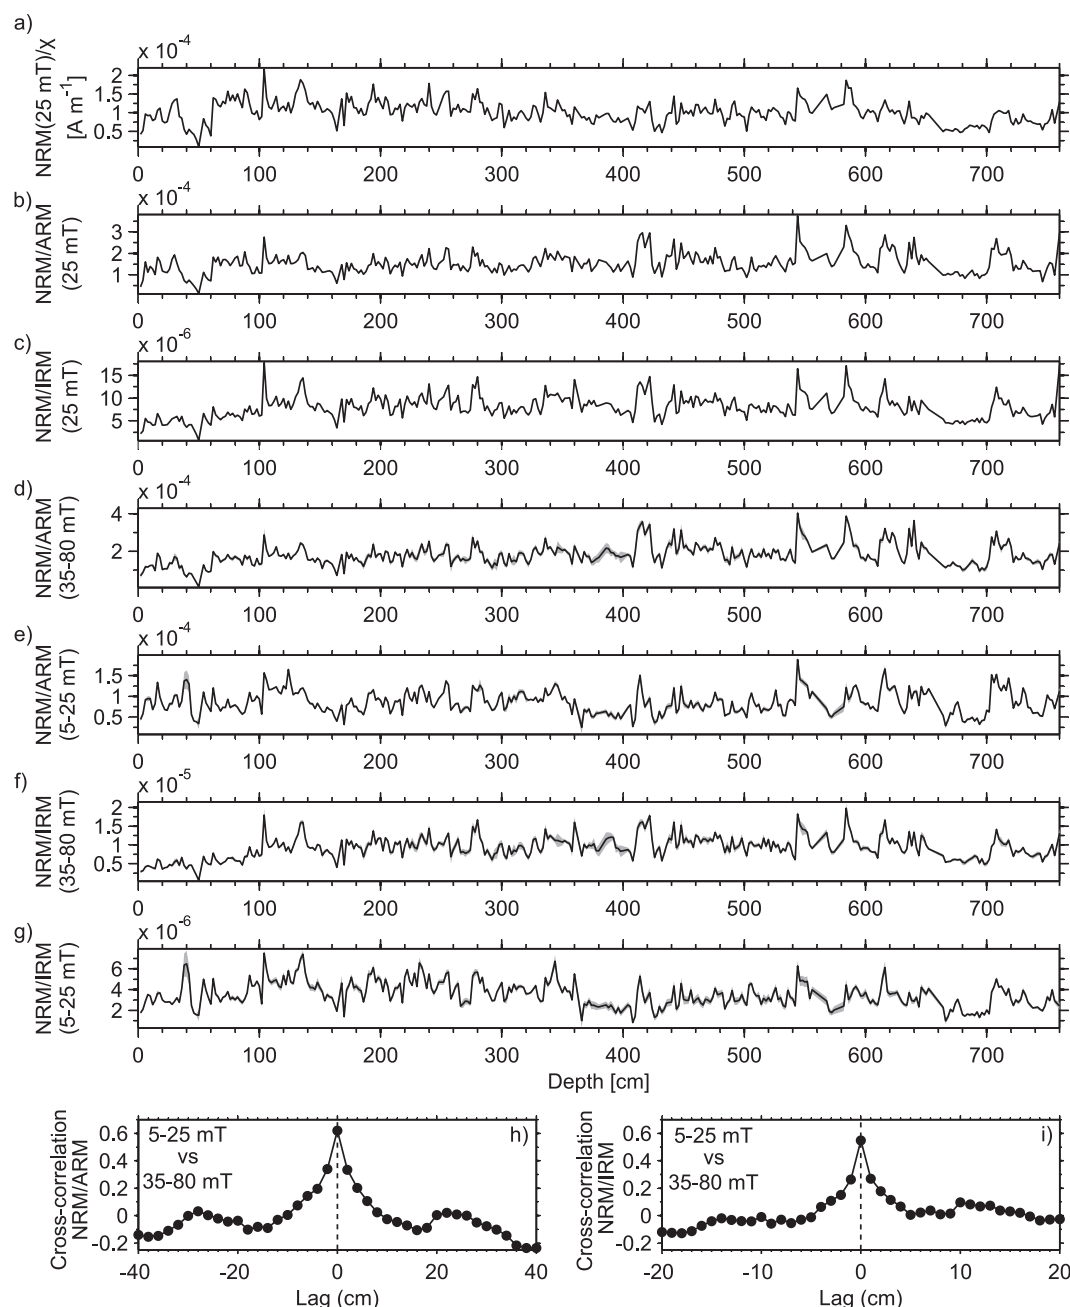 a)
x 10⁻⁴
NRM(25 mT)/χ
[A m⁻¹]
2
1.5
1
0.5
0 100 200 300 400 500 600 700
b)
x 10⁻⁴
NRM/ARM
(25 mT)
3
2
1
0 100 200 300 400 500 600 700
c)
x 10⁻⁶
NRM/IRM
(25 mT)
15
10
5
0 100 200 300 400 500 600 700
d)
x 10⁻⁴
NRM/ARM
(35-80 mT)
4
2
0 100 200 300 400 500 600 700
e)
x 10⁻⁴
NRM/ARM
(5-25 mT)
1.5
1
0.5
0 100 200 300 400 500 600 700
f)
x 10⁻⁵
NRM/IRM
(35-80 mT)
2
1.5
1
0.5
0 100 200 300 400 500 600 700
g)
x 10⁻⁶
NRM/IRM
(5-25 mT)
6
4
2
0 100 200 300 400 500 600 700
Depth [cm]
Cross-correlation
NRM/ARM
0.6
0.4
0.2
0
-0.2
5-25 mT
vs
35-80 mT
h)
-40 -20 0 20 40
Lag (cm)
Cross-correlation
NRM/IRM
0.6
0.4
0.2
0
-0.2
5-25 mT
vs
35-80 mT
i)
-20 -10 0 10 20
Lag (cm)